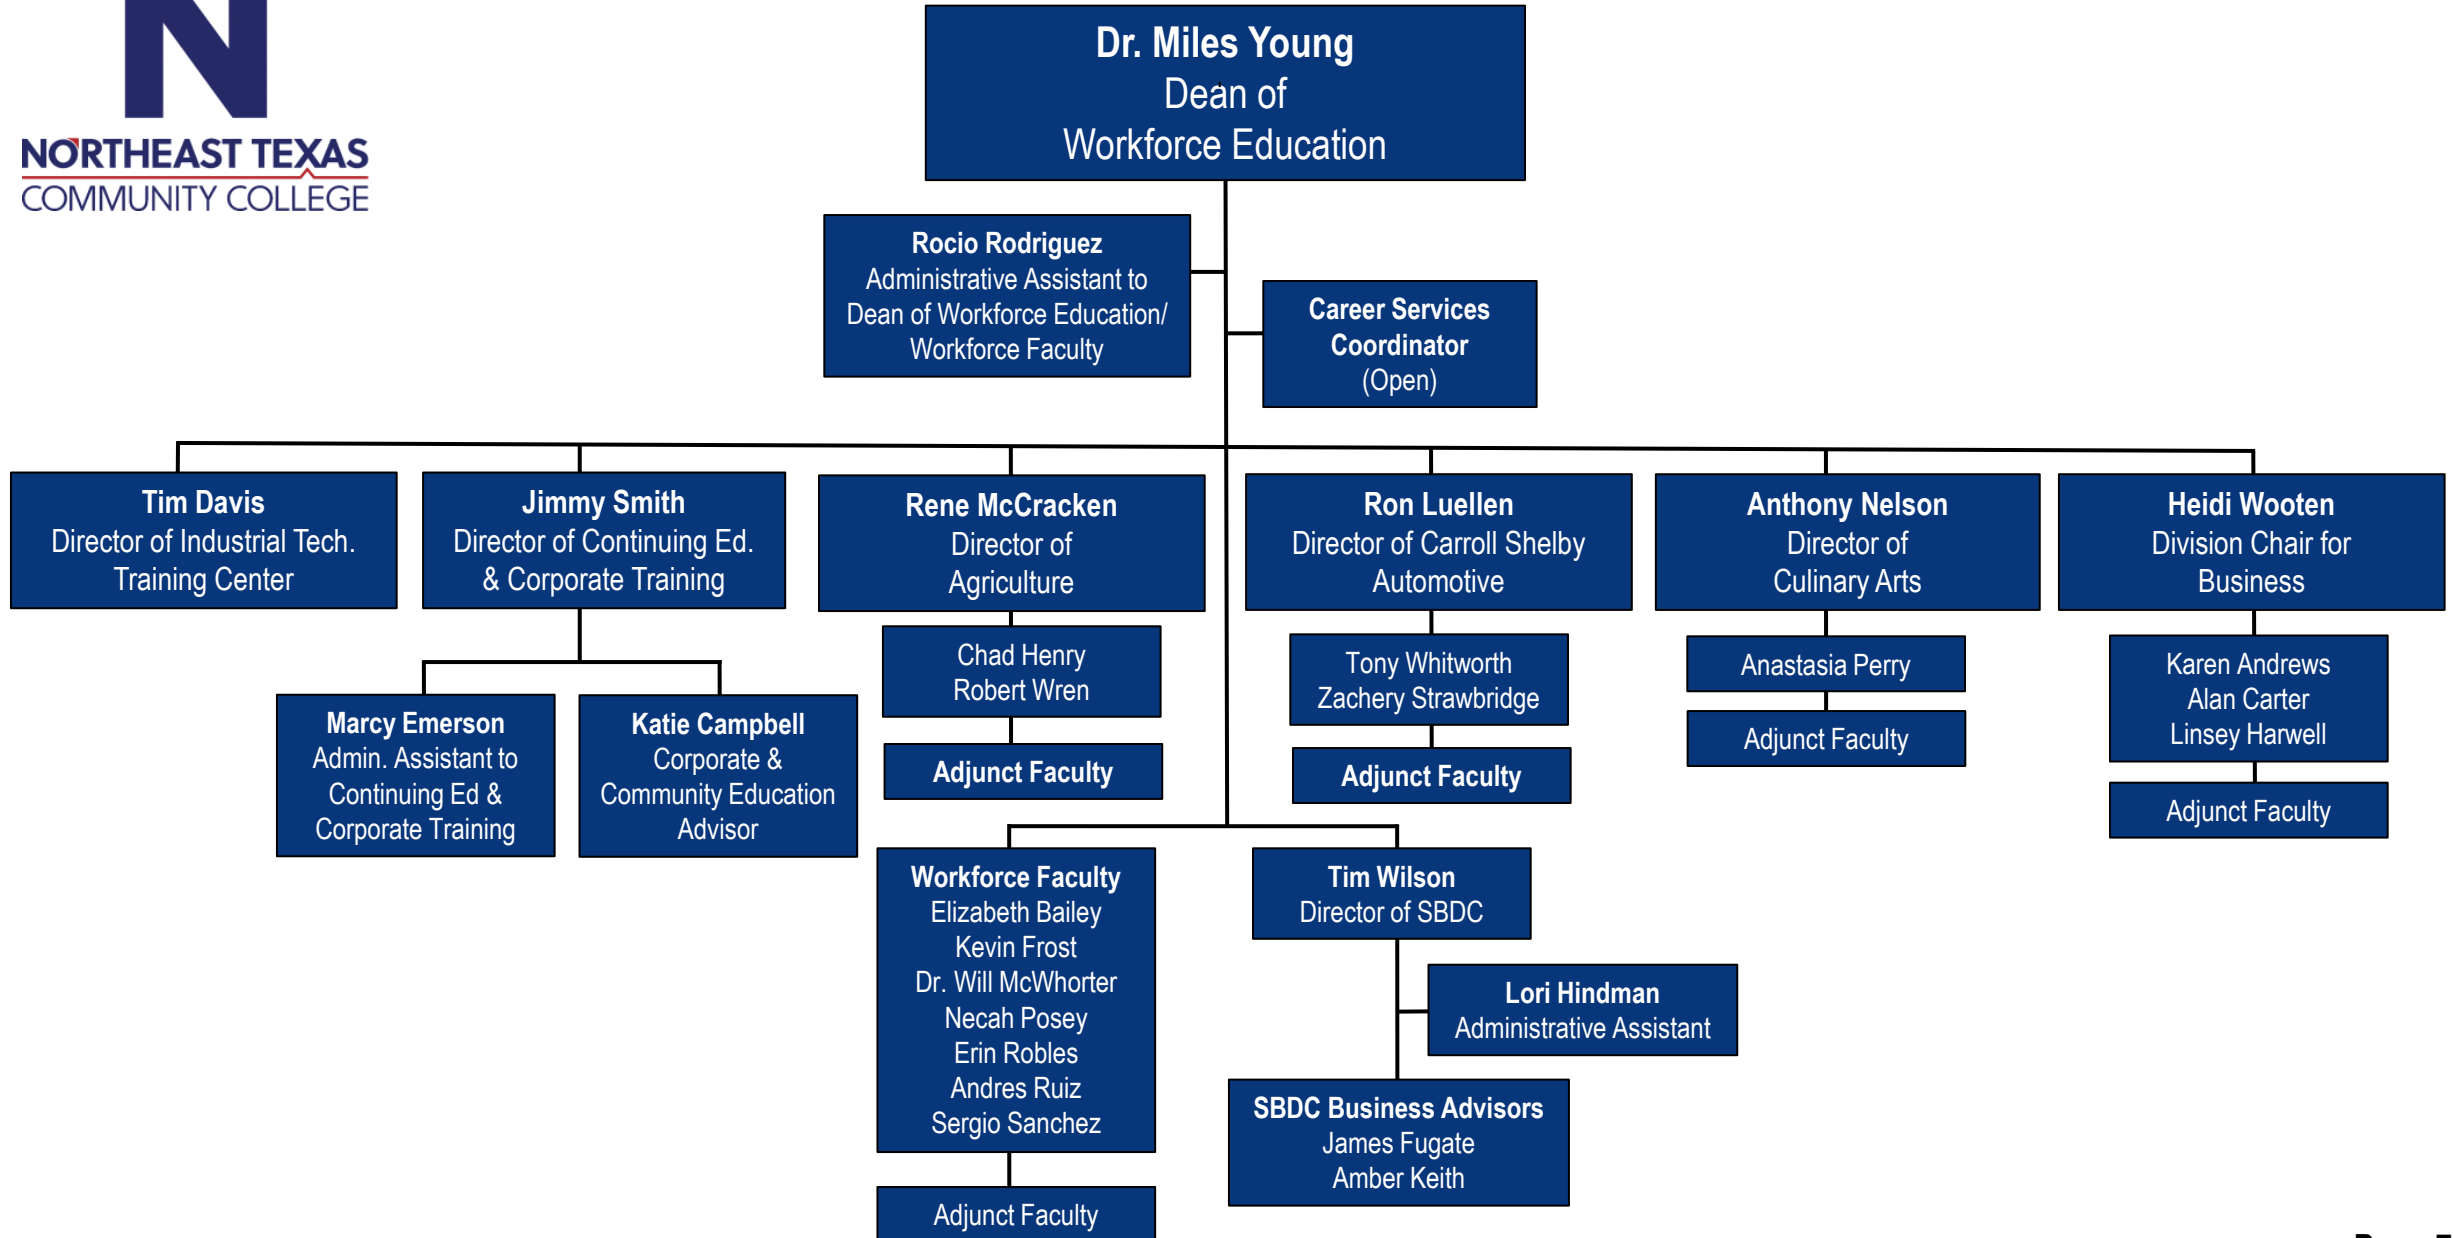 N
NORTHEAST TEXAS
COMMUNITY COLLEGE
Dr. Miles Young
Dean of
Workforce Education
Rocio Rodriguez
Administrative Assistant to
Dean of Workforce Education/
Workforce Faculty
Career Services
Coordinator
(Open)
Tim Davis
Director of Industrial Tech.
Training Center
Jimmy Smith
Director of Continuing Ed.
& Corporate Training
Rene McCracken
Director of
Agriculture
Ron Luellen
Director of Carroll Shelby
Automotive
Anthony Nelson
Director of
Culinary Arts
Heidi Wooten
Division Chair for
Business
Marcy Emerson
Admin. Assistant to
Continuing Ed &
Corporate Training
Katie Campbell
Corporate &
Community Education
Advisor
Chad Henry
Robert Wren
Adjunct Faculty
Tony Whitworth
Zachery Strawbridge
Adjunct Faculty
Anastasia Perry
Adjunct Faculty
Karen Andrews
Alan Carter
Linsey Harwell
Adjunct Faculty
Workforce Faculty
Elizabeth Bailey
Kevin Frost
Dr. Will McWhorter
Necah Posey
Erin Robles
Andres Ruiz
Sergio Sanchez
Adjunct Faculty
Tim Wilson
Director of SBDC
Lori Hindman
Administrative Assistant
SBDC Business Advisors
James Fugate
Amber Keith